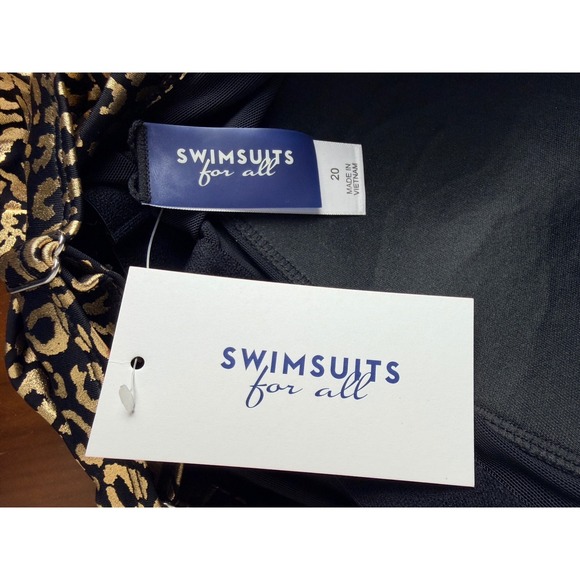 SWIMSUITS
for all
20
MADE IN
VIETNAM
SWIMSUITS
for all